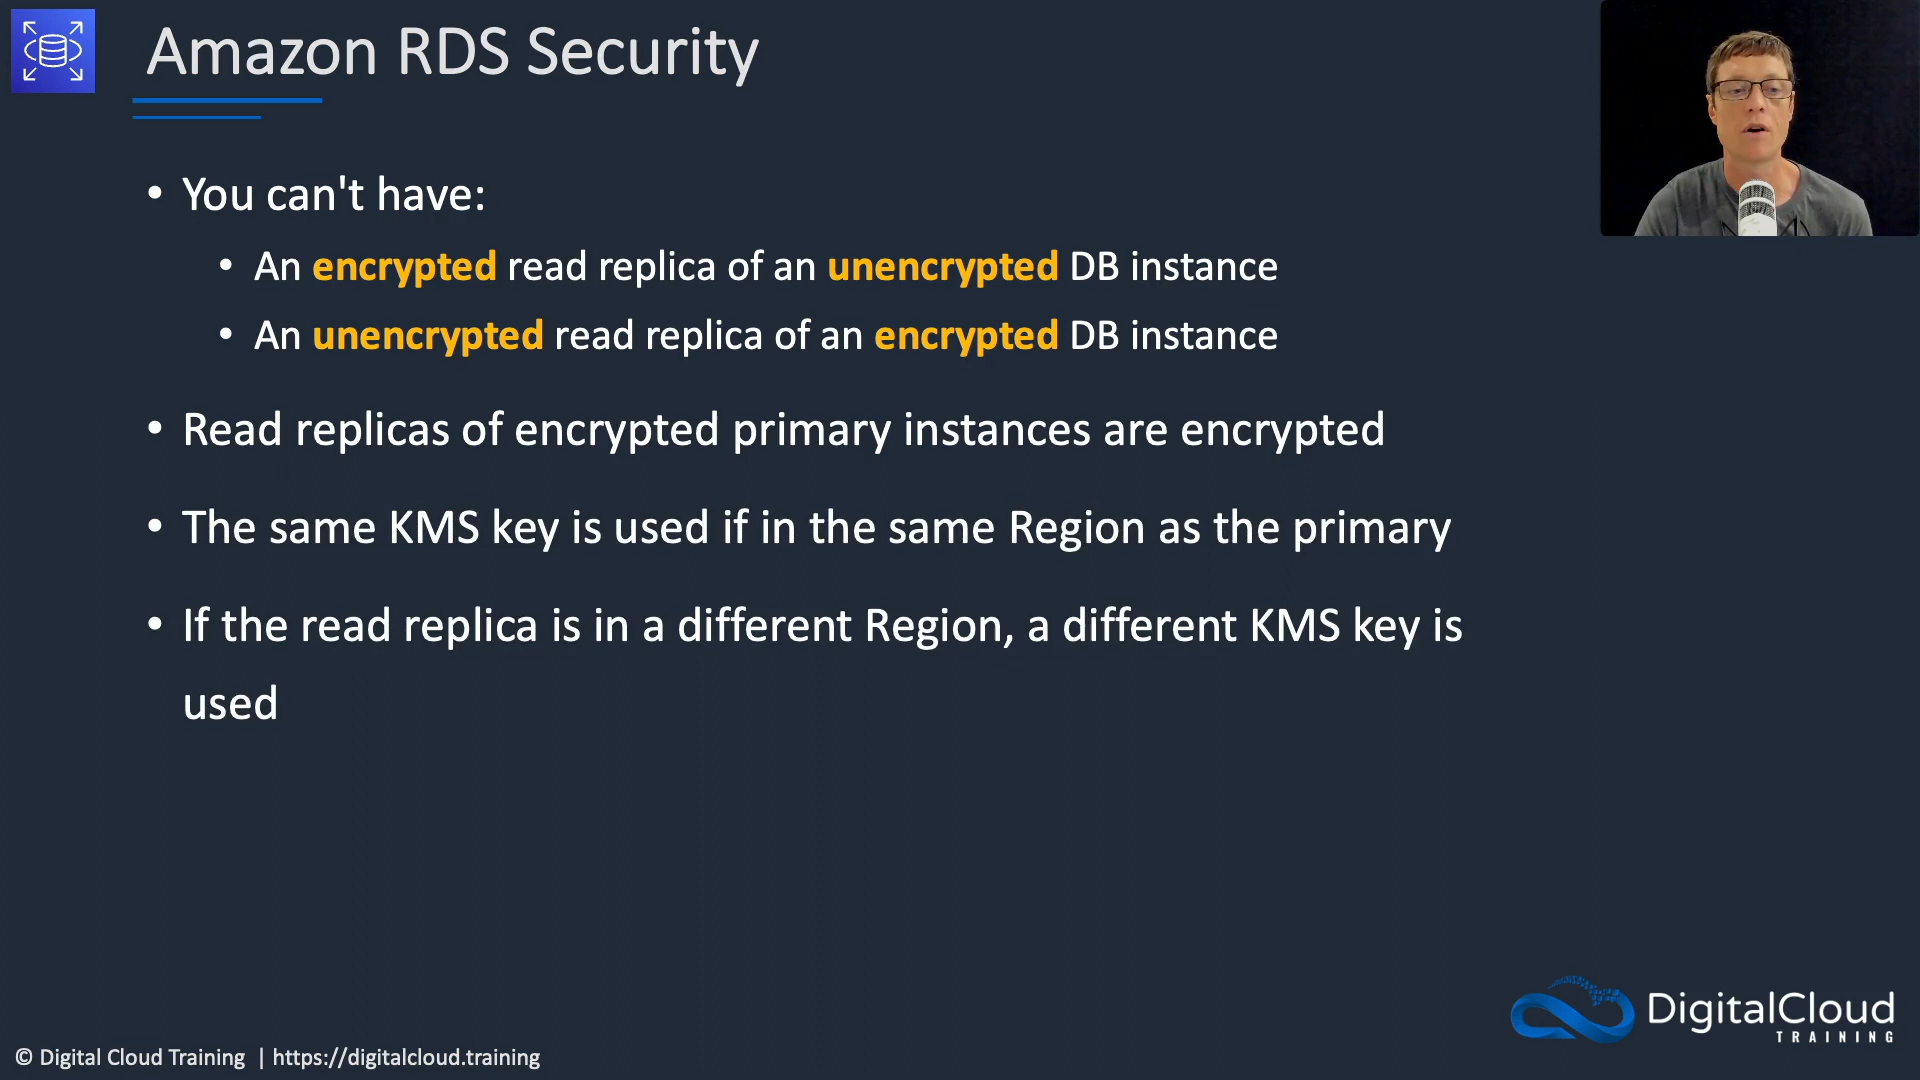 Amazon RDS Security
• You can't have:
• An encrypted read replica of an unencrypted DB instance
• An unencrypted read replica of an encrypted DB instance
• Read replicas of encrypted primary instances are encrypted
• The same KMS key is used if in the same Region as the primary
• If the read replica is in a different Region, a different KMS key is
used
DigitalCloud
TRAINING
© Digital Cloud Training | https://digitalcloud.training